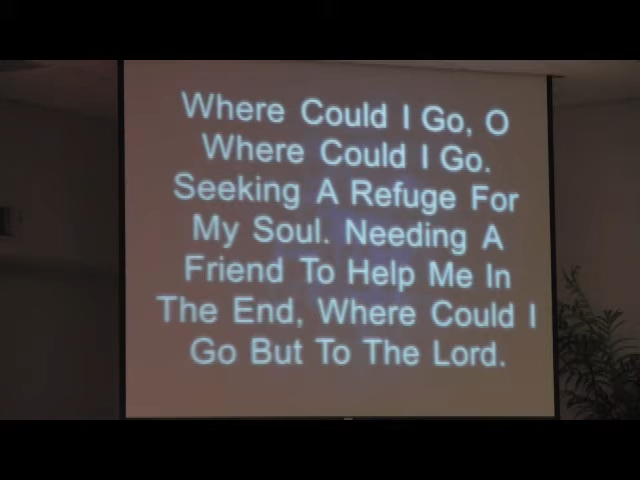 Where Could I Go, O
Where Could I Go.
Seeking A Refuge For
My Soul. Needing A
Friend To Help Me In
The End, Where Could I
Go But To The Lord.